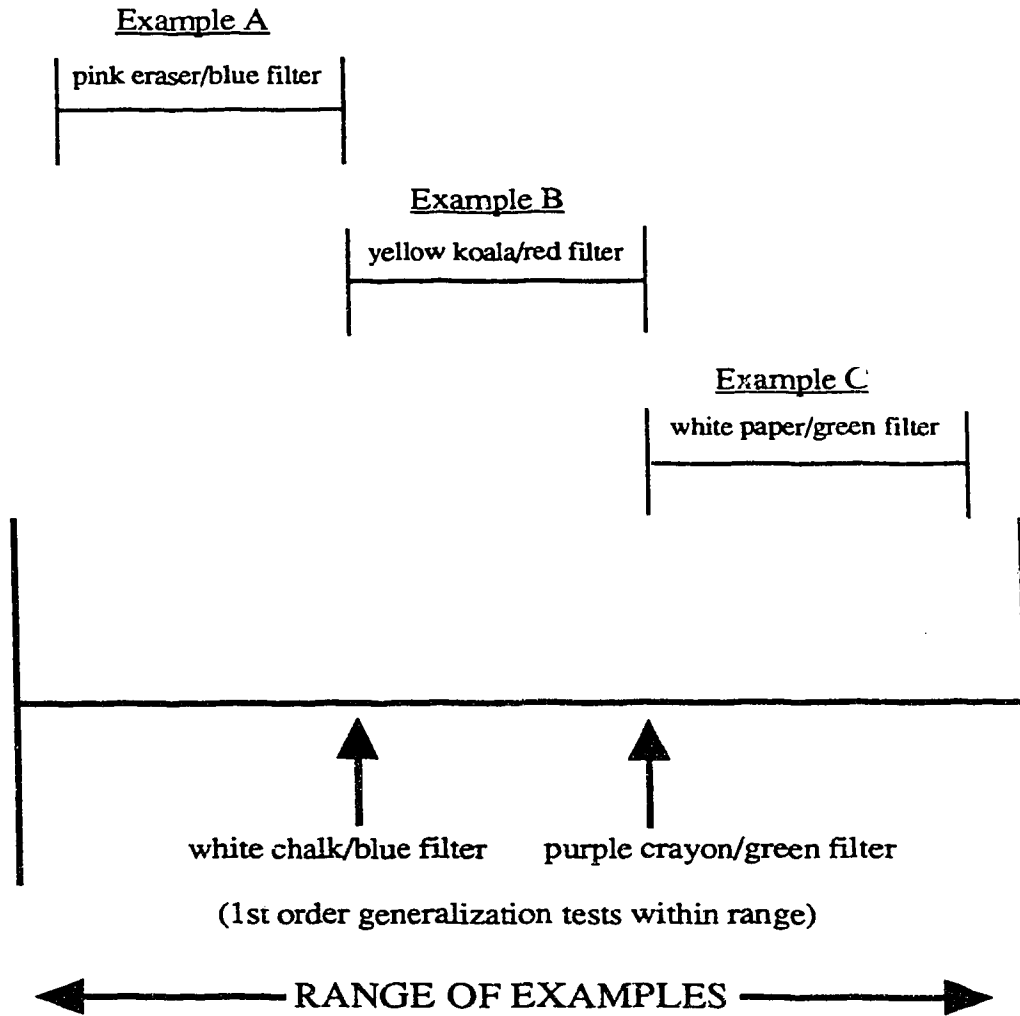 Example A
pink eraser/blue filter
Example B
yellow koala/red filter
Example C
white paper/green filter
white chalk/blue filter
purple crayon/green filter
(1st order generalization tests within range)
RANGE OF EXAMPLES